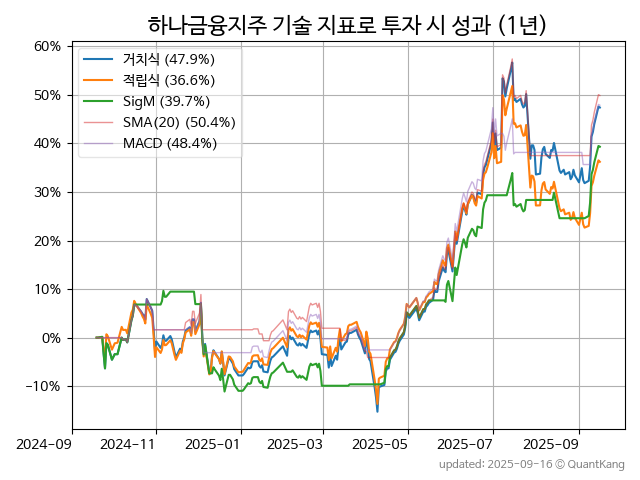 하나금융지주 기술 지표로 투자 시 성과 (1년)
60%
50%
40%
30%
20%
10%
0%
−10%
거치식 (47.9%)
적립식 (36.6%)
SigM (39.7%)
SMA(20) (50.4%)
MACD (48.4%)
2024-09
2024-11
2025-01
2025-03
2025-05
2025-07
2025-09
updated: 2025-09-16 © QuantKang